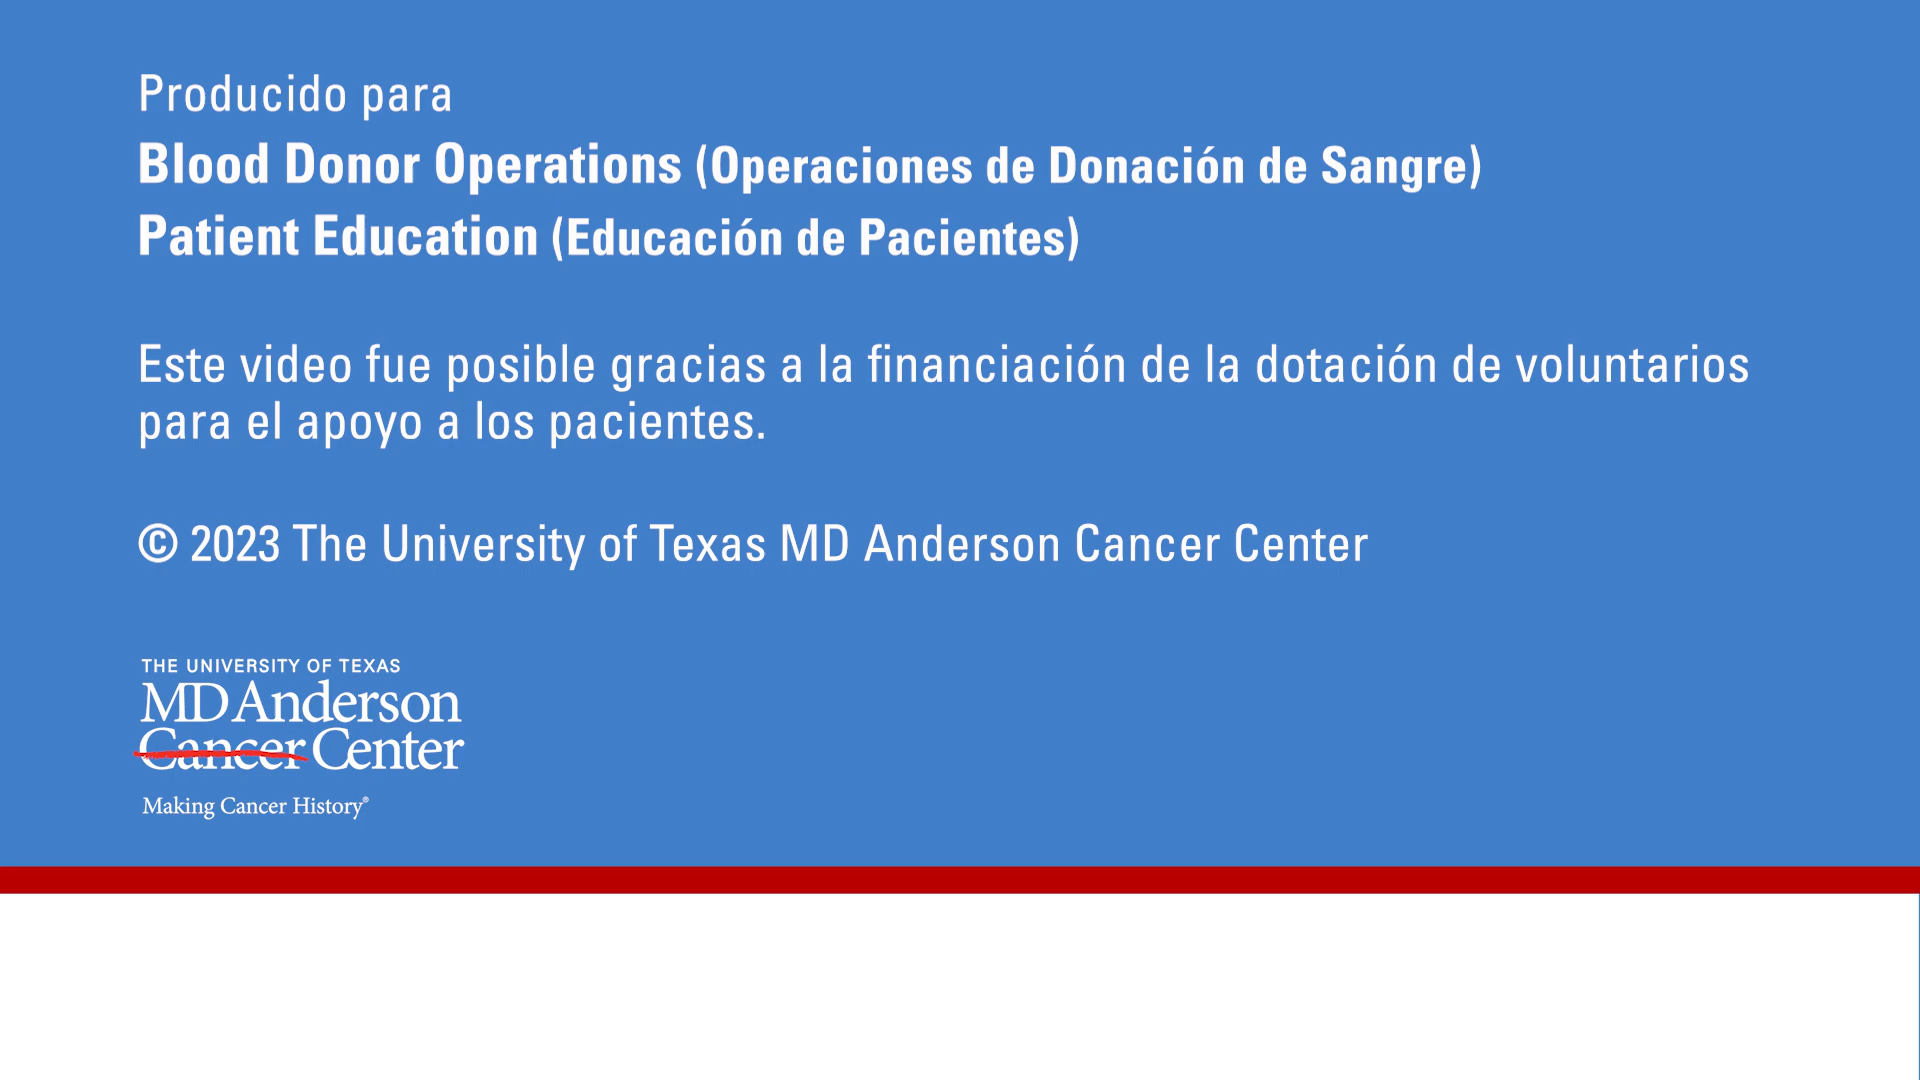 Producido para
Blood Donor Operations (Operaciones de Donación de Sangre)
Patient Education (Educación de Pacientes)
Este video fue posible gracias a la financiación de la dotación de voluntarios
para el apoyo a los pacientes.
© 2023 The University of Texas MD Anderson Cancer Center
THE UNIVERSITY OF TEXAS
MD Anderson
Cancer Center
Making Cancer History®